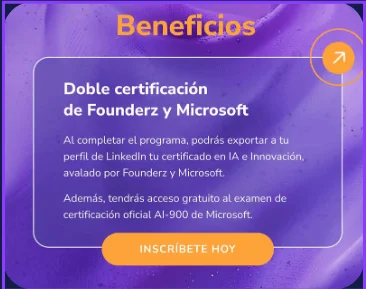 Beneficios
Doble certificación
de Founderz y Microsoft
Al completar el programa, podrás exportar a tu
perfil de LinkedIn tu certificado en IA e Innovación,
avalado por Founderz y Microsoft.
Además, tendrás acceso gratuito al examen de
certificación oficial AI-900 de Microsoft.
INSCRÍBETE HOY